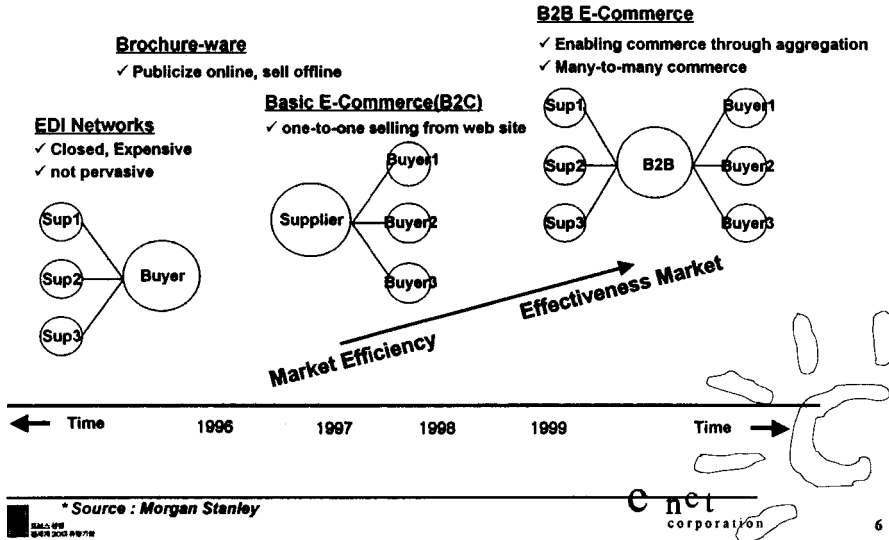 B2B E-Commerce
✓ Enabling commerce through aggregation
✓ Many-to-many commerce
Brochure-ware
✓ Publicize online, sell offline
Basic E-Commerce(B2C)
✓ one-to-one selling from web site
EDI Networks
✓ Closed, Expensive
✓ not pervasive
Sup1
Sup2
Sup3
Buyer
Supplier
Buyer1
Buyer2
Buyer3
Sup1
Sup2
Sup3
B2B
Buyer1
Buyer2
Buyer3
Market Efficiency
Effectiveness Market
Time 1996 1997 1998 1999 Time
* Source : Morgan Stanley
e net
corporation
6